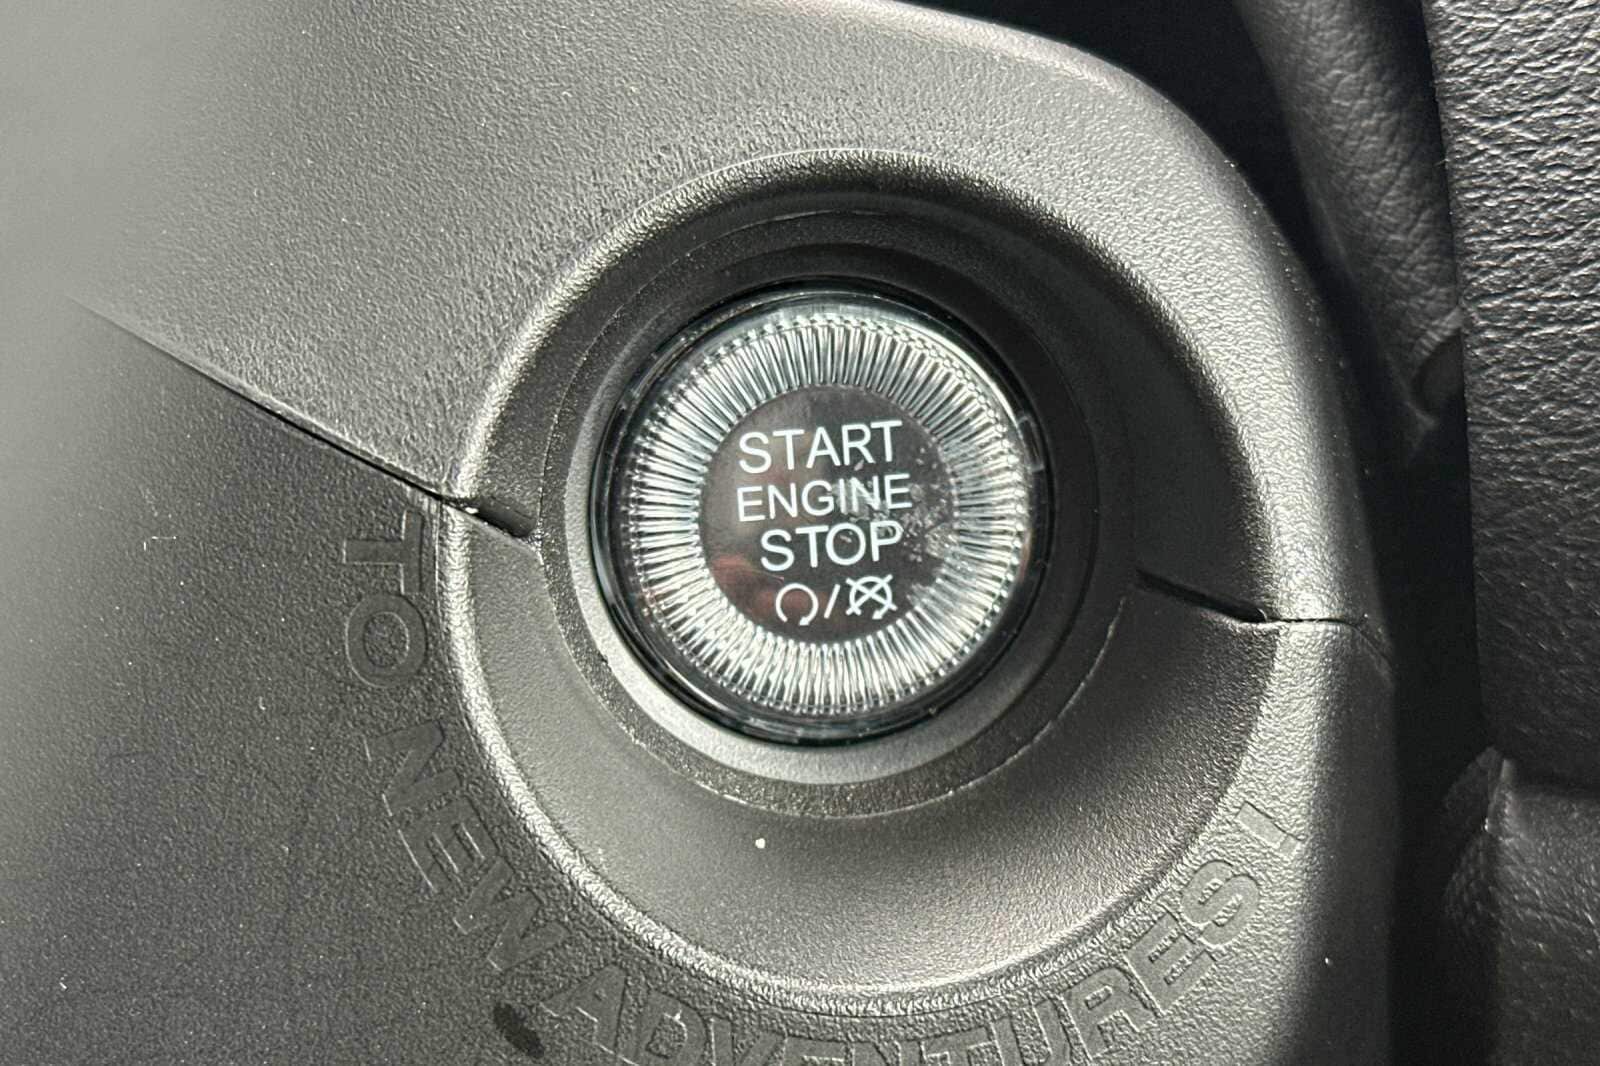 START
ENGINE
STOP
TO NEW ADVENTURES !